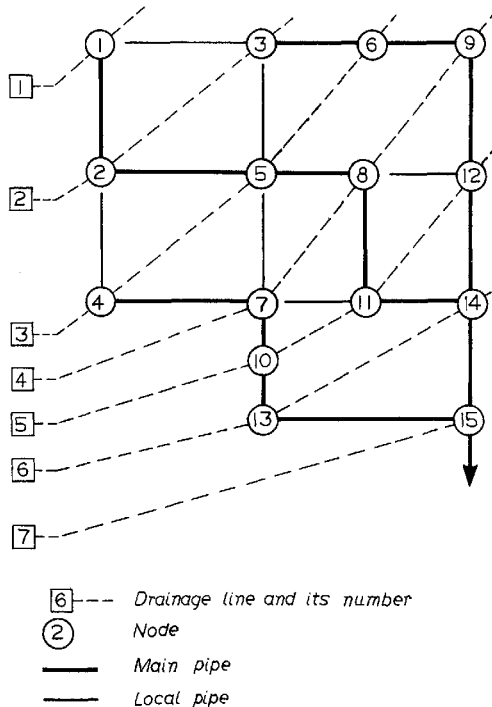 1 3 6 9
1
2 5 8 12
2
4 7 11 14
3
4
10
5
13 15
6
7
6 Drainage line and its number
2 Node
Main pipe
Local pipe